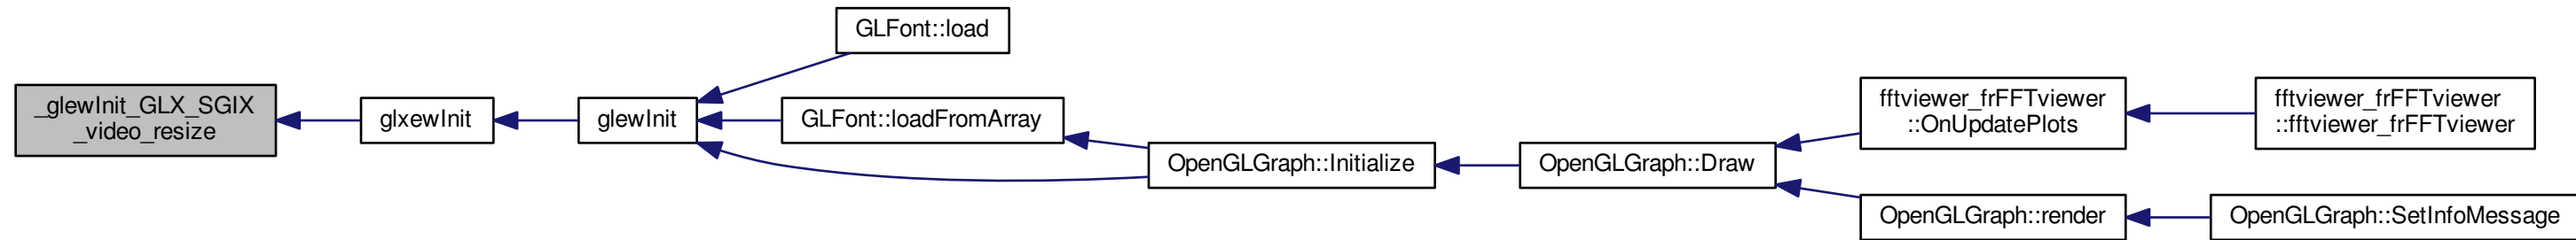 _glewInit_GLX_SGIX
_video_resize
glxewInit
glewInit
GLFont::load
GLFont::loadFromArray
OpenGLGraph::Initialize
OpenGLGraph::Draw
fftviewer_frFFTviewer
::OnUpdatePlots
fftviewer_frFFTviewer
::fftviewer_frFFTviewer
OpenGLGraph::render
OpenGLGraph::SetInfoMessage